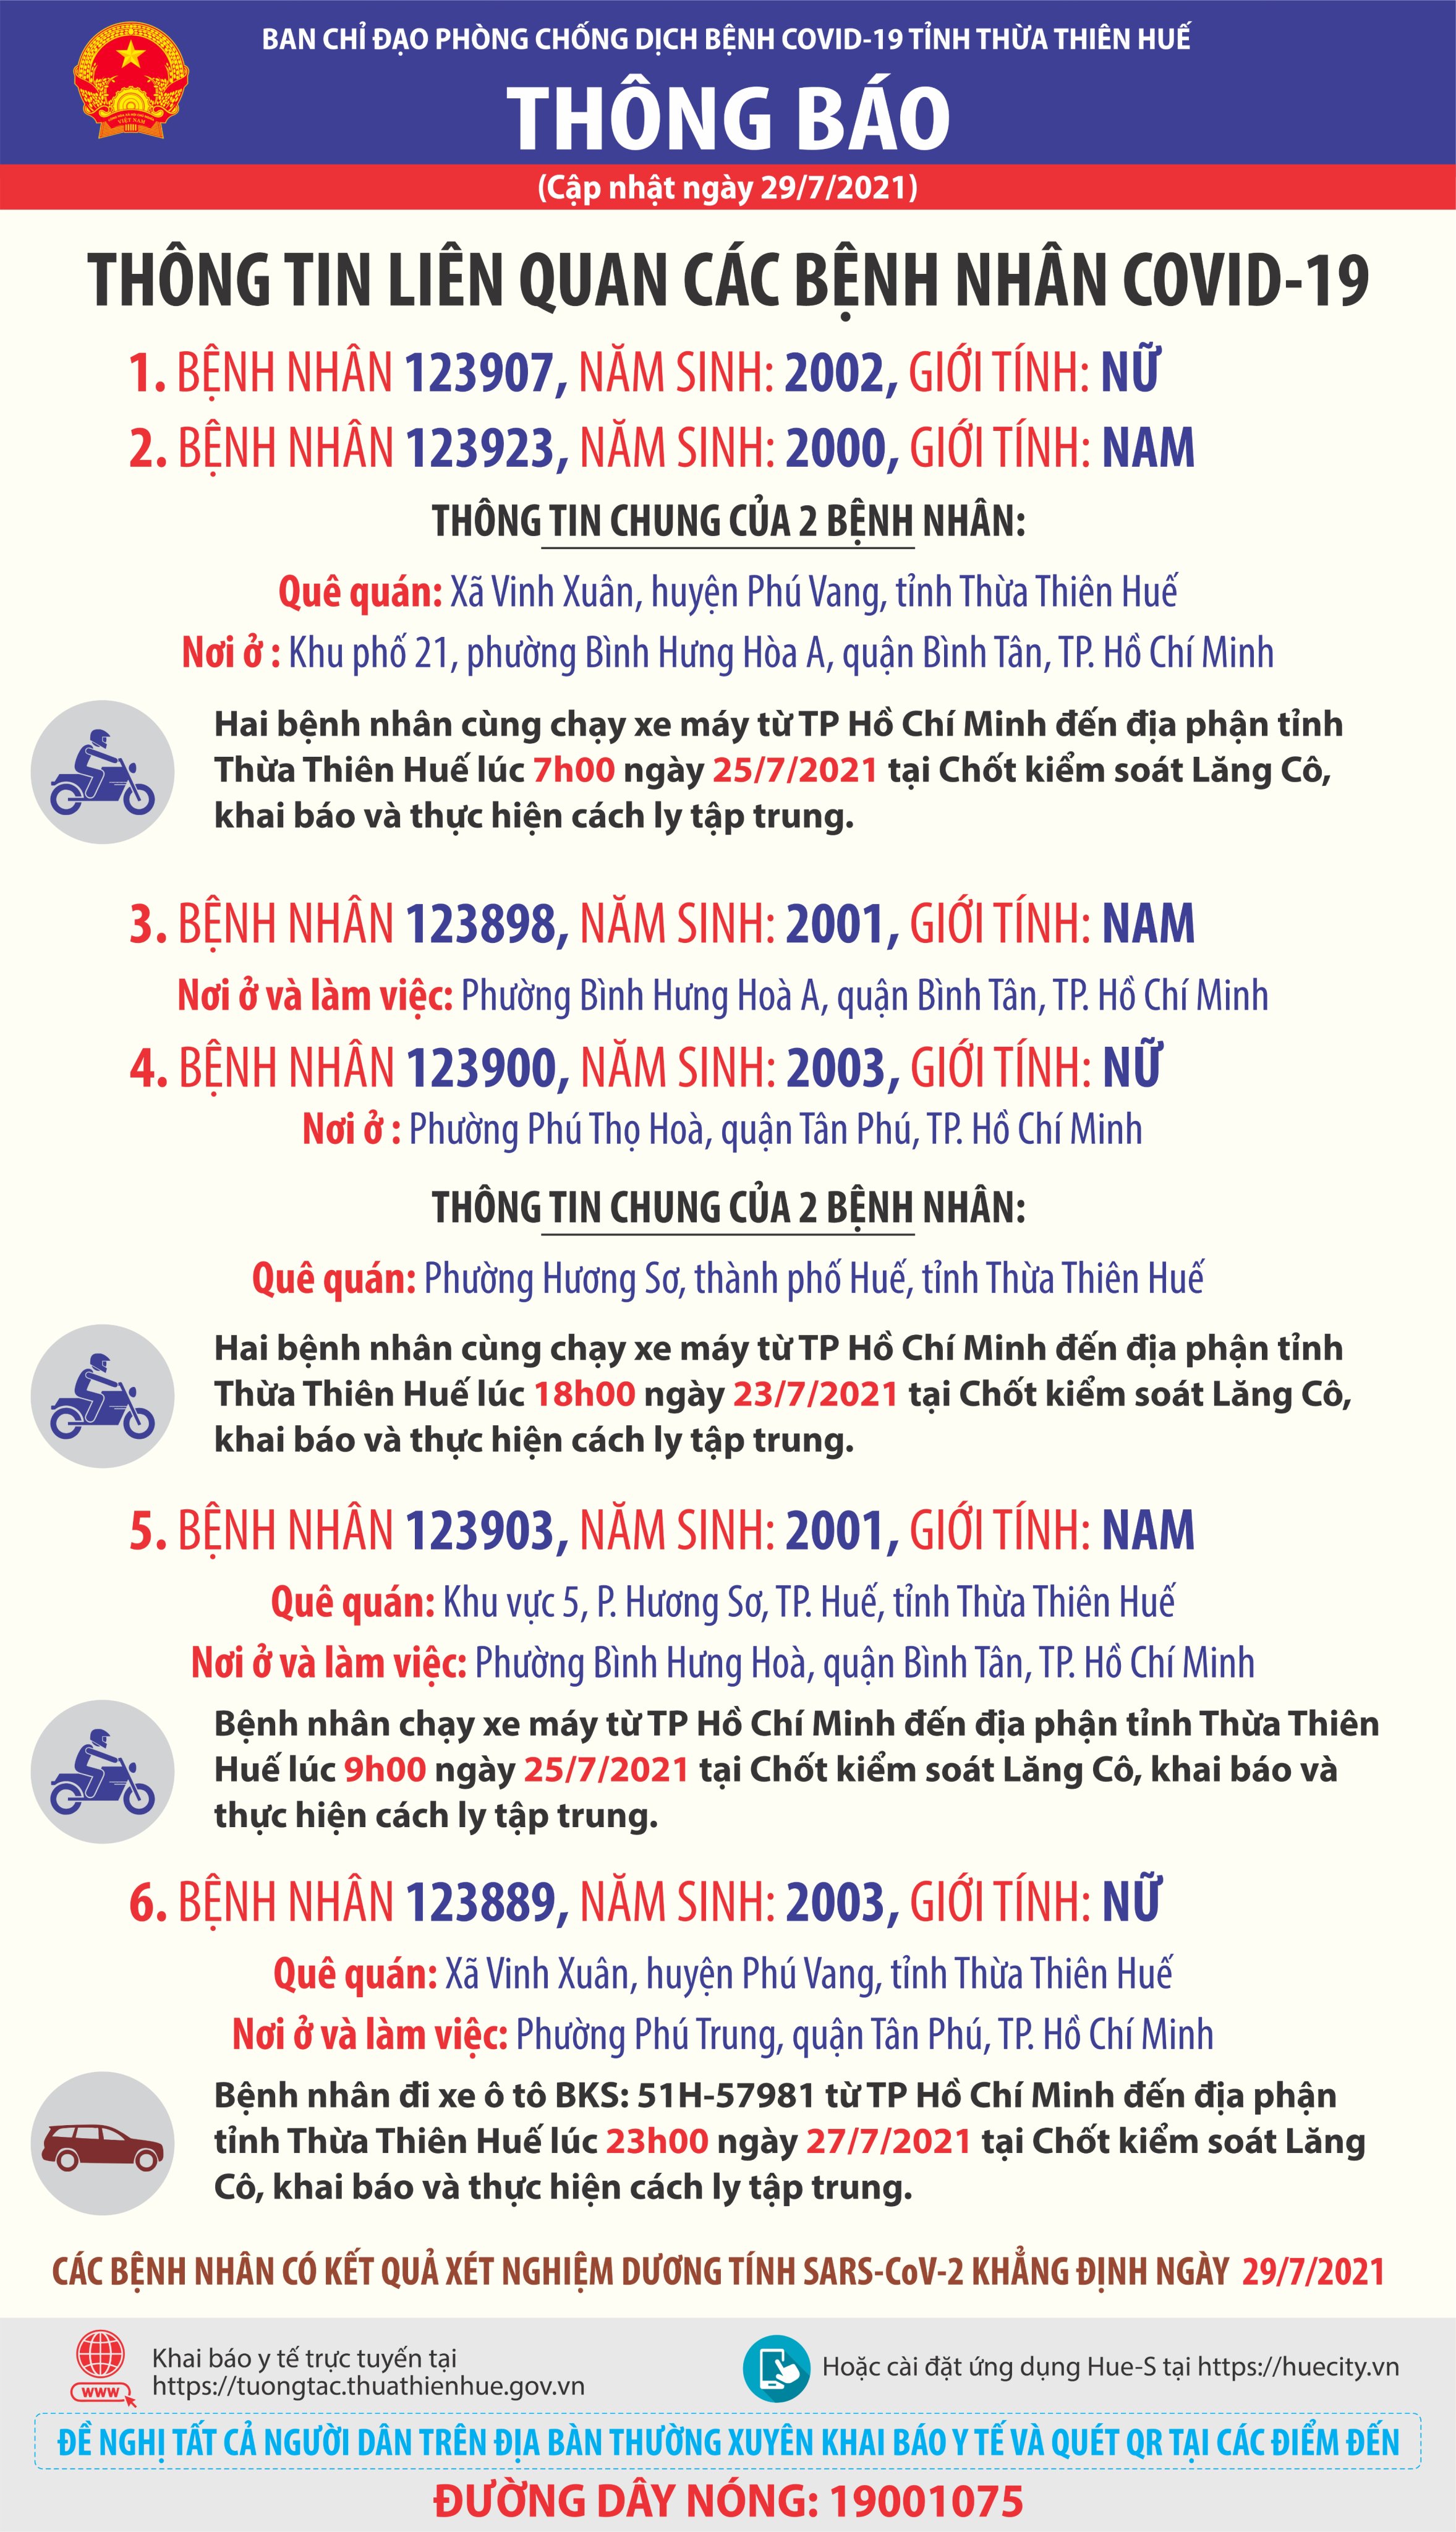 BAN CHỈ ĐẠO PHÒNG CHỐNG DỊCH BỆNH COVID-19 TỈNH THỪA THIÊN HUẾ
THÔNG BÁO
(Cập nhật ngày 29/7/2021)
THÔNG TIN LIÊN QUAN CÁC BỆNH NHÂN COVID-19
1. BỆNH NHÂN 123907, NĂM SINH: 2002, GIỚI TÍNH: NỮ
2. BỆNH NHÂN 123923, NĂM SINH: 2000, GIỚI TÍNH: NAM
THÔNG TIN CHUNG CỦA 2 BỆNH NHÂN:
Quê quán: Xã Vinh Xuân, huyện Phú Vang, tỉnh Thừa Thiên Huế
Nơi ở : Khu phố 21, phường Bình Hưng Hòa A, quận Bình Tân, TP. Hồ Chí Minh
Hai bệnh nhân cùng chạy xe máy từ TP Hồ Chí Minh đến địa phận tỉnh
Thừa Thiên Huế lúc 7h00 ngày 25/7/2021 tại Chốt kiểm soát Lăng Cô,
khai báo và thực hiện cách ly tập trung.
3. BỆNH NHÂN 123898, NĂM SINH: 2001, GIỚI TÍNH: NAM
Nơi ở và làm việc: Phường Bình Hưng Hoà A, quận Bình Tân, TP. Hồ Chí Minh
4. BỆNH NHÂN 123900, NĂM SINH: 2003, GIỚI TÍNH: NỮ
Nơi ở : Phường Phú Thọ Hoà, quận Tân Phú, TP. Hồ Chí Minh
THÔNG TIN CHUNG CỦA 2 BỆNH NHÂN:
Quê quán: Phường Hương Sơ, thành phố Huế, tỉnh Thừa Thiên Huế
Hai bệnh nhân cùng chạy xe máy từ TP Hồ Chí Minh đến địa phận tỉnh
Thừa Thiên Huế lúc 18h00 ngày 23/7/2021 tại Chốt kiểm soát Lăng Cô,
khai báo và thực hiện cách ly tập trung.
5. BỆNH NHÂN 123903, NĂM SINH: 2001, GIỚI TÍNH: NAM
Quê quán: Khu vực 5, P. Hương Sơ, TP. Huế, tỉnh Thừa Thiên Huế
Nơi ở và làm việc: Phường Bình Hưng Hoà, quận Bình Tân, TP. Hồ Chí Minh
Bệnh nhân chạy xe máy từ TP Hồ Chí Minh đến địa phận tỉnh Thừa Thiên
Huế lúc 9h00 ngày 25/7/2021 tại Chốt kiểm soát Lăng Cô, khai báo và
thực hiện cách ly tập trung.
6. BỆNH NHÂN 123889, NĂM SINH: 2003, GIỚI TÍNH: NỮ
Quê quán: Xã Vinh Xuân, huyện Phú Vang, tỉnh Thừa Thiên Huế
Nơi ở và làm việc: Phường Phú Trung, quận Tân Phú, TP. Hồ Chí Minh
Bệnh nhân đi xe ô tô BKS: 51H-57981 từ TP Hồ Chí Minh đến địa phận
tỉnh Thừa Thiên Huế lúc 23h00 ngày 27/7/2021 tại Chốt kiểm soát Lăng
Cô, khai báo và thực hiện cách ly tập trung.
CÁC BỆNH NHÂN CÓ KẾT QUẢ XÉT NGHIỆM DƯƠNG TÍNH SARS-CoV-2 KHẲNG ĐỊNH NGÀY 29/7/2021
Khai báo y tế trực tuyến tại
https://tuongtac.thuathienhue.gov.vn
WWW
Hoặc cài đặt ứng dụng Hue-S tại https://huecity.vn
ĐỀ NGHỊ TẤT CẢ NGƯỜI DÂN TRÊN ĐỊA BÀN THƯỜNG XUYÊN KHAI BÁO Y TẾ VÀ QUÉT QR TẠI CÁC ĐIỂM ĐẾN
ĐƯỜNG DÂY NÓNG: 19001075